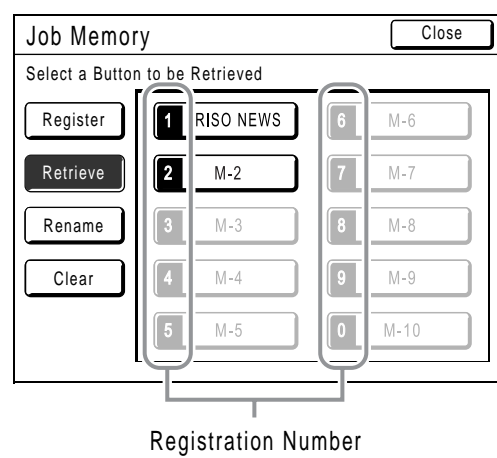 Job Memory Close
Select a Button to be Retrieved
Register 1 RISO NEWS 6 M-6
Retrieve 2 M-2 7 M-7
Rename 3 M-3 8 M-8
Clear 4 M-4 9 M-9
5 M-5 0 M-10
Registration Number